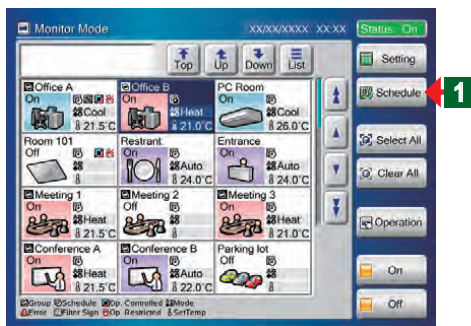 Monitor Mode XX/XX/XXXX XX:XX Status: On
Top Up Down List
Setting
Schedule 1
Select All
Clear All
Operation
On
Off
Office A
On
Cool
21.5°C
Office B
On
Heat
21.0°C
PC Room
On
Cool
26.0°C
Room 101
Off
Restrant
On
Auto
24.0°C
Entrance
On
Auto
24.0°C
Meeting 1
On
Heat
21.5°C
Meeting 2
Off
Meeting 3
On
Heat
21.0°C
Conference A
On
Heat
21.5°C
Conference B
On
Auto
22.0°C
Parking lot
Off
Group Schedule Op. Controlled Mode
Error Filter Sign Op. Restricted SetTemp